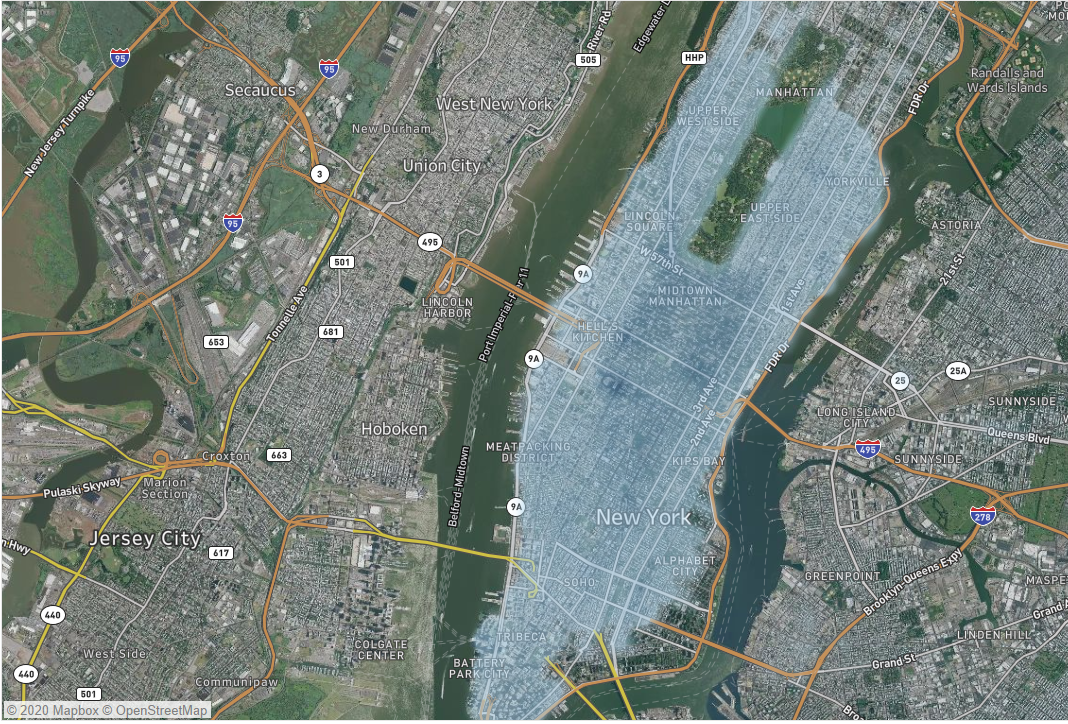 Edgewater
River Rd
505
HHP
MANHATTAN
Randalls and
Wards Islands
FDR Dr
95
95
Secaucus
West New York
New Durham
UPPER
WEST SIDE
New Jersey Turnpike
Union City
3
YORKVILLE
UPPER
EAST SIDE
95
LINCOLN
SQUARE
ASTORIA
495
W 57th St
21st St
501
9A
LINCOLN
HARBOR
Port Imperial-Pier 11
MIDTOWN
MANHATTAN
1st Ave
Tonnelle Ave
681
HELL'S
KITCHEN
653
9A
FDR Dr
25
25A
3rd Ave
2nd Ave
SUNNYSIDE
LONG ISLAND
CITY
Hoboken
Queens Blvd
MEATPACKING
DISTRICT
495
Croxton
663
KIPS BAY
SUNNYSIDE
Pulaski Skyway
Marion
Section
Belford-Midtown
9A
New York
278
Jersey City
617
Hwy
ALPHABET
CITY
SOHO
GREENPOINT
Brooklyn-Queens Expy
MASPE
440
Grand A
TRIBECA
LINDEN HILL
COLGATE
CENTER
West Side
BATTERY
PARK CITY
Grand St
440
Communipaw
501
© 2020 Mapbox © OpenStreetMap